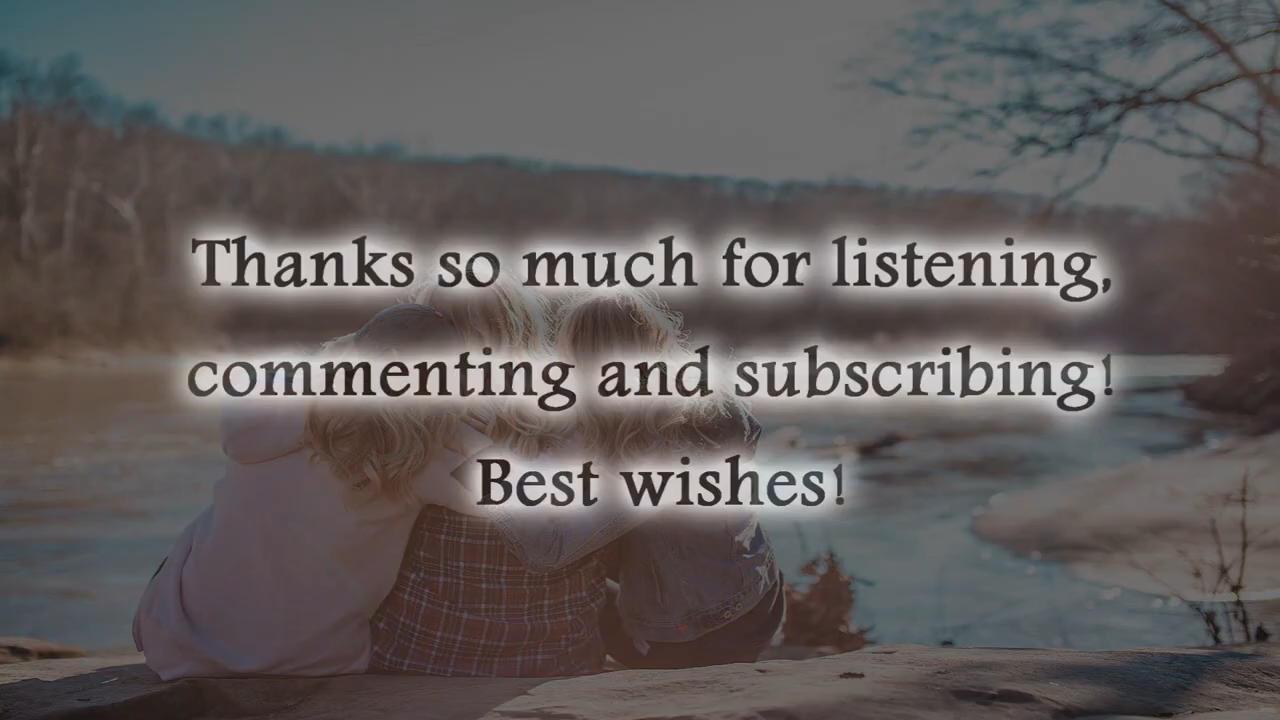 Thanks so much for listening,
commenting and subscribing!
Best wishes!